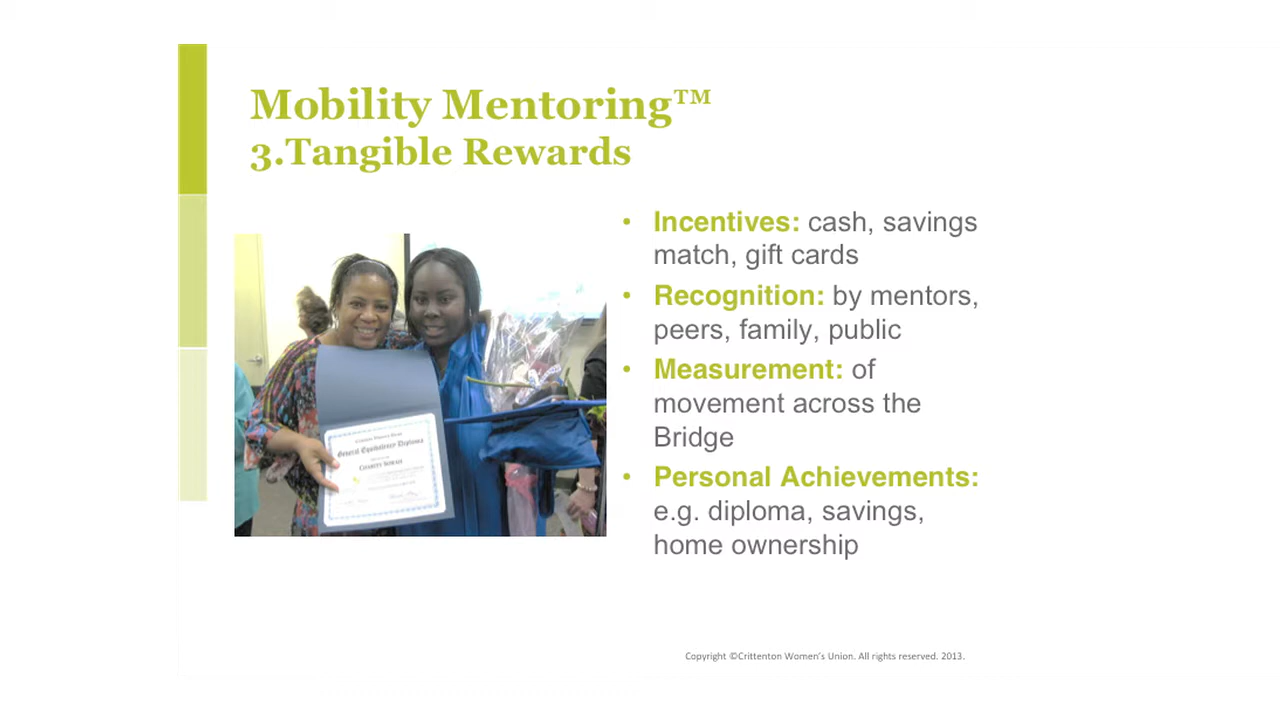 Mobility Mentoring™
3.Tangible Rewards
• Incentives: cash, savings
match, gift cards
• Recognition: by mentors,
peers, family, public
• Measurement: of
movement across the
Bridge
• Personal Achievements:
e.g. diploma, savings,
home ownership
General Equivalency Diploma
Copyright ©Crittenton Women's Union. All rights reserved. 2013.